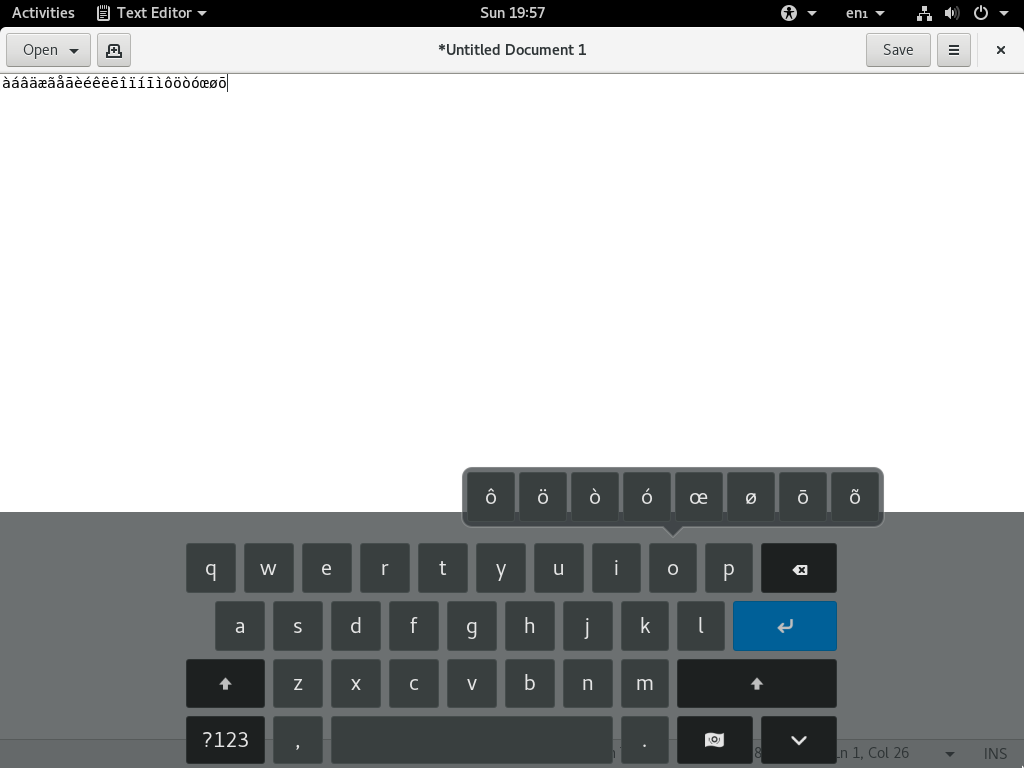 Activities Text Editor Sun 19:57 en₁
Open *Untitled Document 1 Save
àáâäæãåāèéêëēîïíīìôöòóœøō
ô ö ò ó œ ø ō õ
q w e r t y u i o p
a s d f g h j k l
z x c v b n m
?123 , .
Ln 1, Col 26 INS